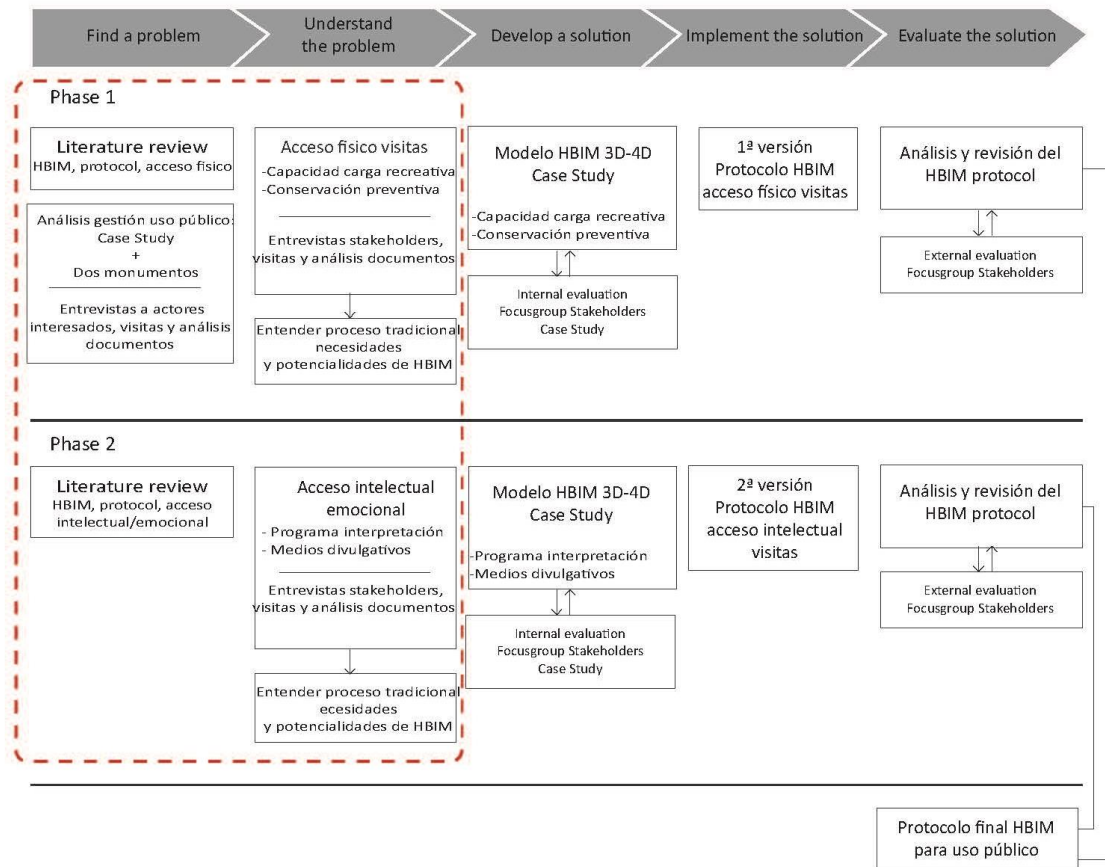 Find a problem
Understand
the problem
Develop a solution
Implement the solution
Evaluate the solution
Phase 1
Literature review
HBIM, protocol, acceso fisico
Análisis gestión uso público:
Case Study
+
Dos monumentos
Entrevistas a actores
interesados, visitas y análisis
documentos
Acceso fisico visitas
-Capacidad carga recreativa
-Conservación preventiva
Entrevistas stakeholders,
visitas y análisis documentos
Entender proceso tradicional
necesidades
y potencialidades de HBIM
Modelo HBIM 3D-4D
Case Study
-Capacidad carga recreativa
-Conservación preventiva
Internal evaluation
Focusgroup Stakeholders
Case Study
1ª versión
Protocolo HBIM
acceso físico visitas
Análisis y revisión del
HBIM protocol
External evaluation
Focusgroup Stakeholders
Phase 2
Literature review
HBIM, protocol, acceso
intelectual/emocional
Acceso intelectual
emocional
- Programa interpretación
- Medios divulgativos
Entrevistas stakeholders,
visitas y análisis documentos
Entender proceso tradicional
ecesidades
y potencialidades de HBIM
Modelo HBIM 3D-4D
Case Study
-Programa interpretación
-Medios divulgativos
Internal evaluation
Focusgroup Stakeholders
Case Study
2ª versión
Protocolo HBIM
acceso intelectual
visitas
Análisis y revisión del
HBIM protocol
External evaluation
Focusgroup Stakeholders
Protocolo final HBIM
para uso público